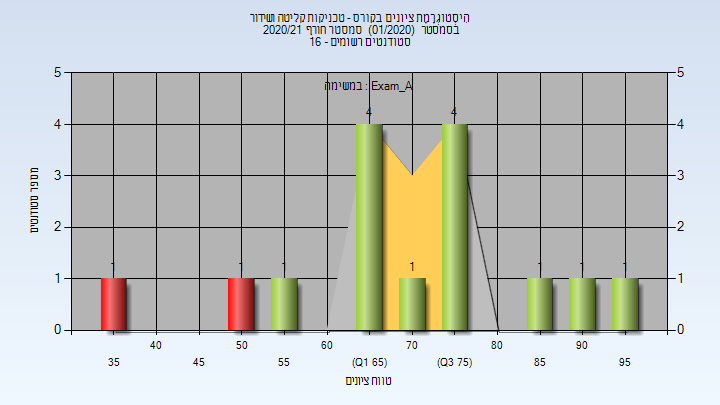 היסטוגרמת ציונים בקורס - טכניקות קליטה ושידור
בסמסטר (01/2020) סמסטר חורף 2020/21
סטודנטים רשומים - 16
במשימה : Exam_A
מספר סטודנטים
5 5
4 4
3 3
2 2
1 1
0 0
4 4
1 1 1 1 1 1 1
40 50 60 70 80 90
35 45 55 (Q1 65) (Q3 75) 85 95
טווח ציונים